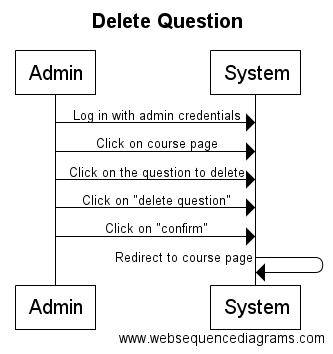 Delete Question
Admin System
Log in with admin credentials
Click on course page
Click on the question to delete
Click on "delete question"
Click on "confirm"
Redirect to course page
Admin System
www.websequencediagrams.com